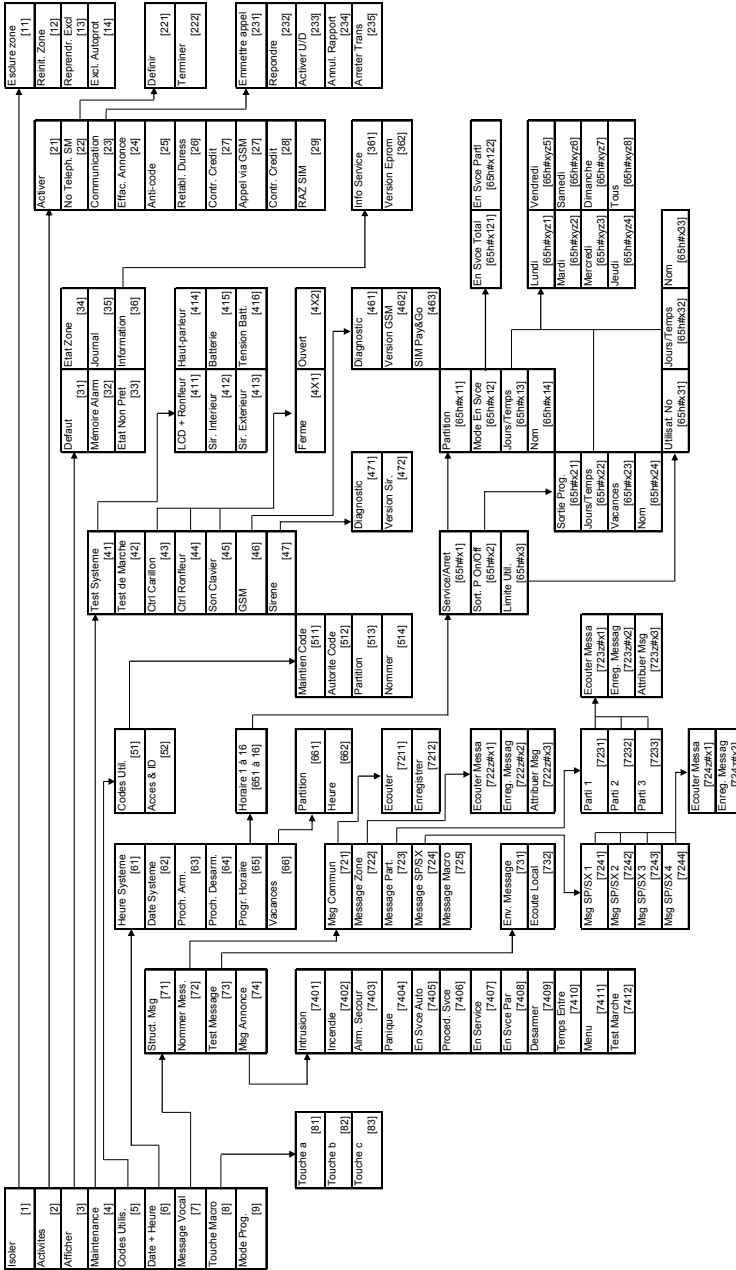 Isoler [1]
Activites [2]
Afficher [3]
Maintenance [4]
Codes Utilis. [5]
Date + Heure [6]
Message Vocal [7]
Touche Macro [8]
Mode Prog. [9]
Touche a [81]
Touche b [82]
Touche c [83]
Struct. Msg [71]
Nommer Mess. [72]
Test Message [73]
Msg Annonce [74]
Intrusion [7401]
Incendie [7402]
Alrm. Secour [7403]
Panique [7404]
En Svce Auto [7405]
Proced. Svce [7406]
En Service [7407]
En Svce Par [7408]
Desarmer [7409]
Temps Entre [7410]
Menu [7411]
Test Marche [7412]
Heure Systeme [61]
Date Systeme [62]
Proch. Arm. [63]
Proch. Desarm. [64]
Progr. Horaire [65]
Vacances [66]
Msg Commun [721]
Message Zone [722]
Message Part. [723]
Message SP/SX [724]
Message Macro [725]
Env. Message [731]
Ecoute Local [732]
Msg SP/SX 1 [7241]
Msg SP/SX 2 [7242]
Msg SP/SX 3 [7243]
Msg SP/SX 4 [7244]
Codes Util. [51]
Acces & ID [52]
Horaire 1 à 16
[651 à 16]
Partition [661]
Heure [662]
Ecouter [7211]
Enregistrer [7212]
Ecouter Messa
[722z#x1]
Enreg. Messag
[722z#x2]
Attribuer Msg
[722z#x3]
Parti 1 [7231]
Parti 2 [7232]
Parti 3 [7233]
Ecouter Messa
[724z#x1]
Enreg. Messag
[724z#x2]
Ecouter Messa
[723z#x1]
Enreg. Messag
[723z#x2]
Attribuer Msg
[723z#x3]
Test Systeme [41]
Test de Marche [42]
Ctrl Carillon [43]
Ctrl Ronfleur [44]
Son Clavier [45]
GSM [46]
Sirene [47]
Maintien Code [511]
Autorite Code [512]
Partition [513]
Nommer [514]
Service/Arret
[65h#x1]
Sort. P On/Off
[65h#x2]
Limite Util.
[65h#x3]
Diagnostic [471]
Version Sir. [472]
Sortie Prog.
[65h#x21]
Jours/Temps
[65h#x22]
Vacances
[65h#x23]
Nom
[65h#x24]
Defaut [31]
Mémoire Alarm [32]
Etat Non Pret [33]
Etat Zone [34]
Journal [35]
Information [36]
LCD + Ronfleur [411]
Sir. Interieur [412]
Sir. Exterieur [413]
Haut-parleur [414]
Batterie [415]
Tension Batt. [416]
Ferme [4X1]
Ouvert [4X2]
Diagnostic [461]
Version GSM [462]
SIM Pay&Go [463]
Partition
[65h#x11]
Mode En Svce
[65h#x12]
Jours/Temps
[65h#x13]
Nom
[65h#x14]
Utilisat. No
[65h#x31]
Jours/Temps
[65h#x32]
Nom
[65h#x33]
Activer [21]
No Teleph. SM [22]
Communication [23]
Effac. Annonce [24]
Anti-code [25]
Retabl. Duress [26]
Contr. Credit [27]
Appel via GSM [27]
Contr. Credit [28]
RAZ SIM [29]
Info Service [361]
Version Eprom [362]
En Svce Total
[65h#x121]
En Svce Parti
[65h#x122]
Lundi
[65h#xyz1]
Mardi
[65h#xyz2]
Mercredi
[65h#xyz3]
Jeudi
[65h#xyz4]
Vendredi
[65h#xyz5]
Samedi
[65h#xyz6]
Dimanche
[65h#xyz7]
Tous
[65h#xyz8]
Esclure zone [11]
Reinit. Zone [12]
Reprendr. Excl [13]
Excl. Autoprot [14]
Definir [221]
Terminer [222]
Emmettre appel [231]
Repondre [232]
Activer U/D [233]
Annul. Rapport [234]
Arreter Trans [235]